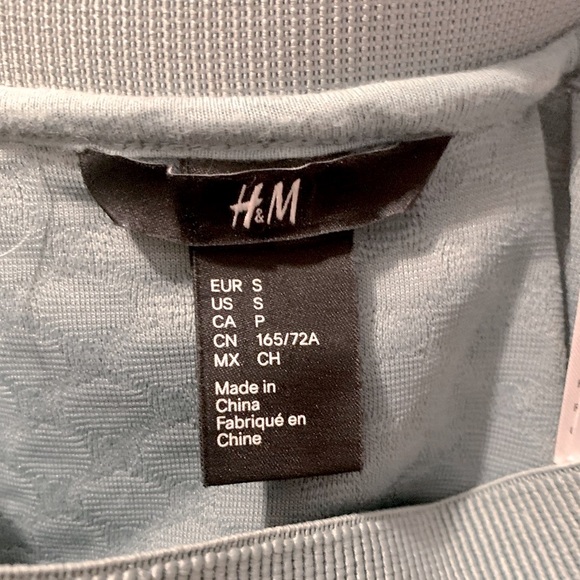 H&M
EUR S
US S
CA P
CN 165/72A
MX CH
Made in
China
Fabriqué en
Chine